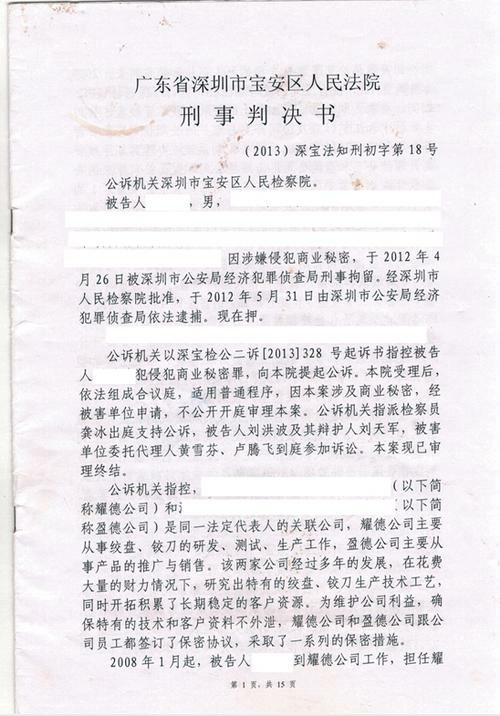 广东省深圳市宝安区人民法院
刑事判决书
（2013）深宝法知刑初字第18号
公诉机关深圳市宝安区人民检察院。
被告人，男，
因涉嫌侵犯商业秘密，于2012年4
月26日被深圳市公安局经济犯罪侦查局刑事拘留。经深圳市
人民检察院批准，于2012年5月31日由深圳市公安局经济
犯罪侦查局依法逮捕。现在押。
公诉机关以深宝检公二诉[2013]328号起诉书指控被告
人犯侵犯商业秘密罪，向本院提起公诉。本院受理后，
依法组成合议庭，适用普通程序，因本案涉及商业秘密，经
被害单位申请，不公开开庭审理本案。公诉机关指派检察员
龚冰出庭支持公诉，被告人刘洪波及其辩护人刘天军，被害
单位委托代理人黄雪芬、卢腾飞到庭参加诉讼。本案现已审
理终结。
公诉机关指控，（以下简
称耀德公司）和（以下简
称盈德公司）是同一法定代表人的关联公司，耀德公司主要
从事绞盘、铰刀的研发、测试、生产工作，盈德公司主要从
事产品的推广与销售。该两家公司经过多年的发展，在花费
大量的财力情况下，研究出特有的绞盘、铰刀生产技术工艺，
同时开拓积累了长期稳定的客户资源。为维护公司利益，确
保特有的技术和客户资料不外泄，耀德公司和盈德公司跟公
司员工都签订了保密协议，采取了一系列的保密措施。
2008年1月起，被告人到耀德公司工作，担任耀
第1页，共15页